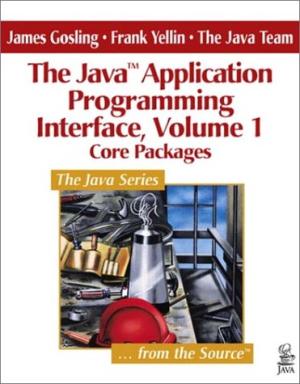 James Gosling • Frank Yellin • The Java Team
The Java™ Application
Programming
Interface, Volume 1
Core Packages
The Java Series
... from the Source™
JAVA